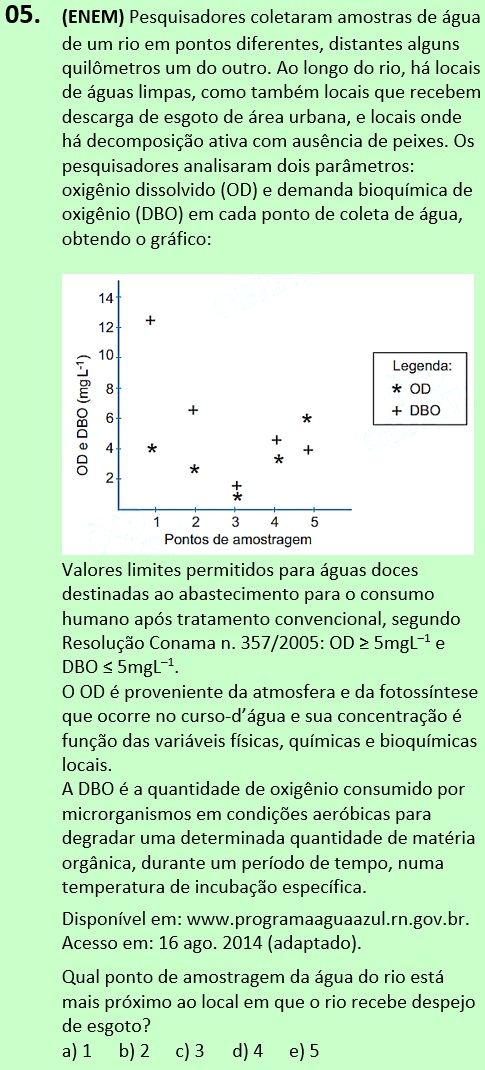 05. (ENEM) Pesquisadores coletaram amostras de água
de um rio em pontos diferentes, distantes alguns
quilômetros um do outro. Ao longo do rio, há locais
de águas limpas, como também locais que recebem
descarga de esgoto de área urbana, e locais onde
há decomposição ativa com ausência de peixes. Os
pesquisadores analisaram dois parâmetros:
oxigênio dissolvido (OD) e demanda bioquímica de
oxigênio (DBO) em cada ponto de coleta de água,
obtendo o gráfico:
OD e DBO (mg L⁻¹)
14
12
10
8
6
4
2
1 2 3 4 5
Pontos de amostragem
Legenda:
* OD
+ DBO
Valores limites permitidos para águas doces
destinadas ao abastecimento para o consumo
humano após tratamento convencional, segundo
Resolução Conama n. 357/2005: OD ≥ 5mgL⁻¹ e
DBO ≤ 5mgL⁻¹.
O OD é proveniente da atmosfera e da fotossíntese
que ocorre no curso-d’água e sua concentração é
função das variáveis físicas, químicas e bioquímicas
locais.
A DBO é a quantidade de oxigênio consumido por
microrganismos em condições aeróbicas para
degradar uma determinada quantidade de matéria
orgânica, durante um período de tempo, numa
temperatura de incubação específica.
Disponível em: www.programaaguaazul.rn.gov.br.
Acesso em: 16 ago. 2014 (adaptado).
Qual ponto de amostragem da água do rio está
mais próximo ao local em que o rio recebe despejo
de esgoto?
a) 1 b) 2 c) 3 d) 4 e) 5